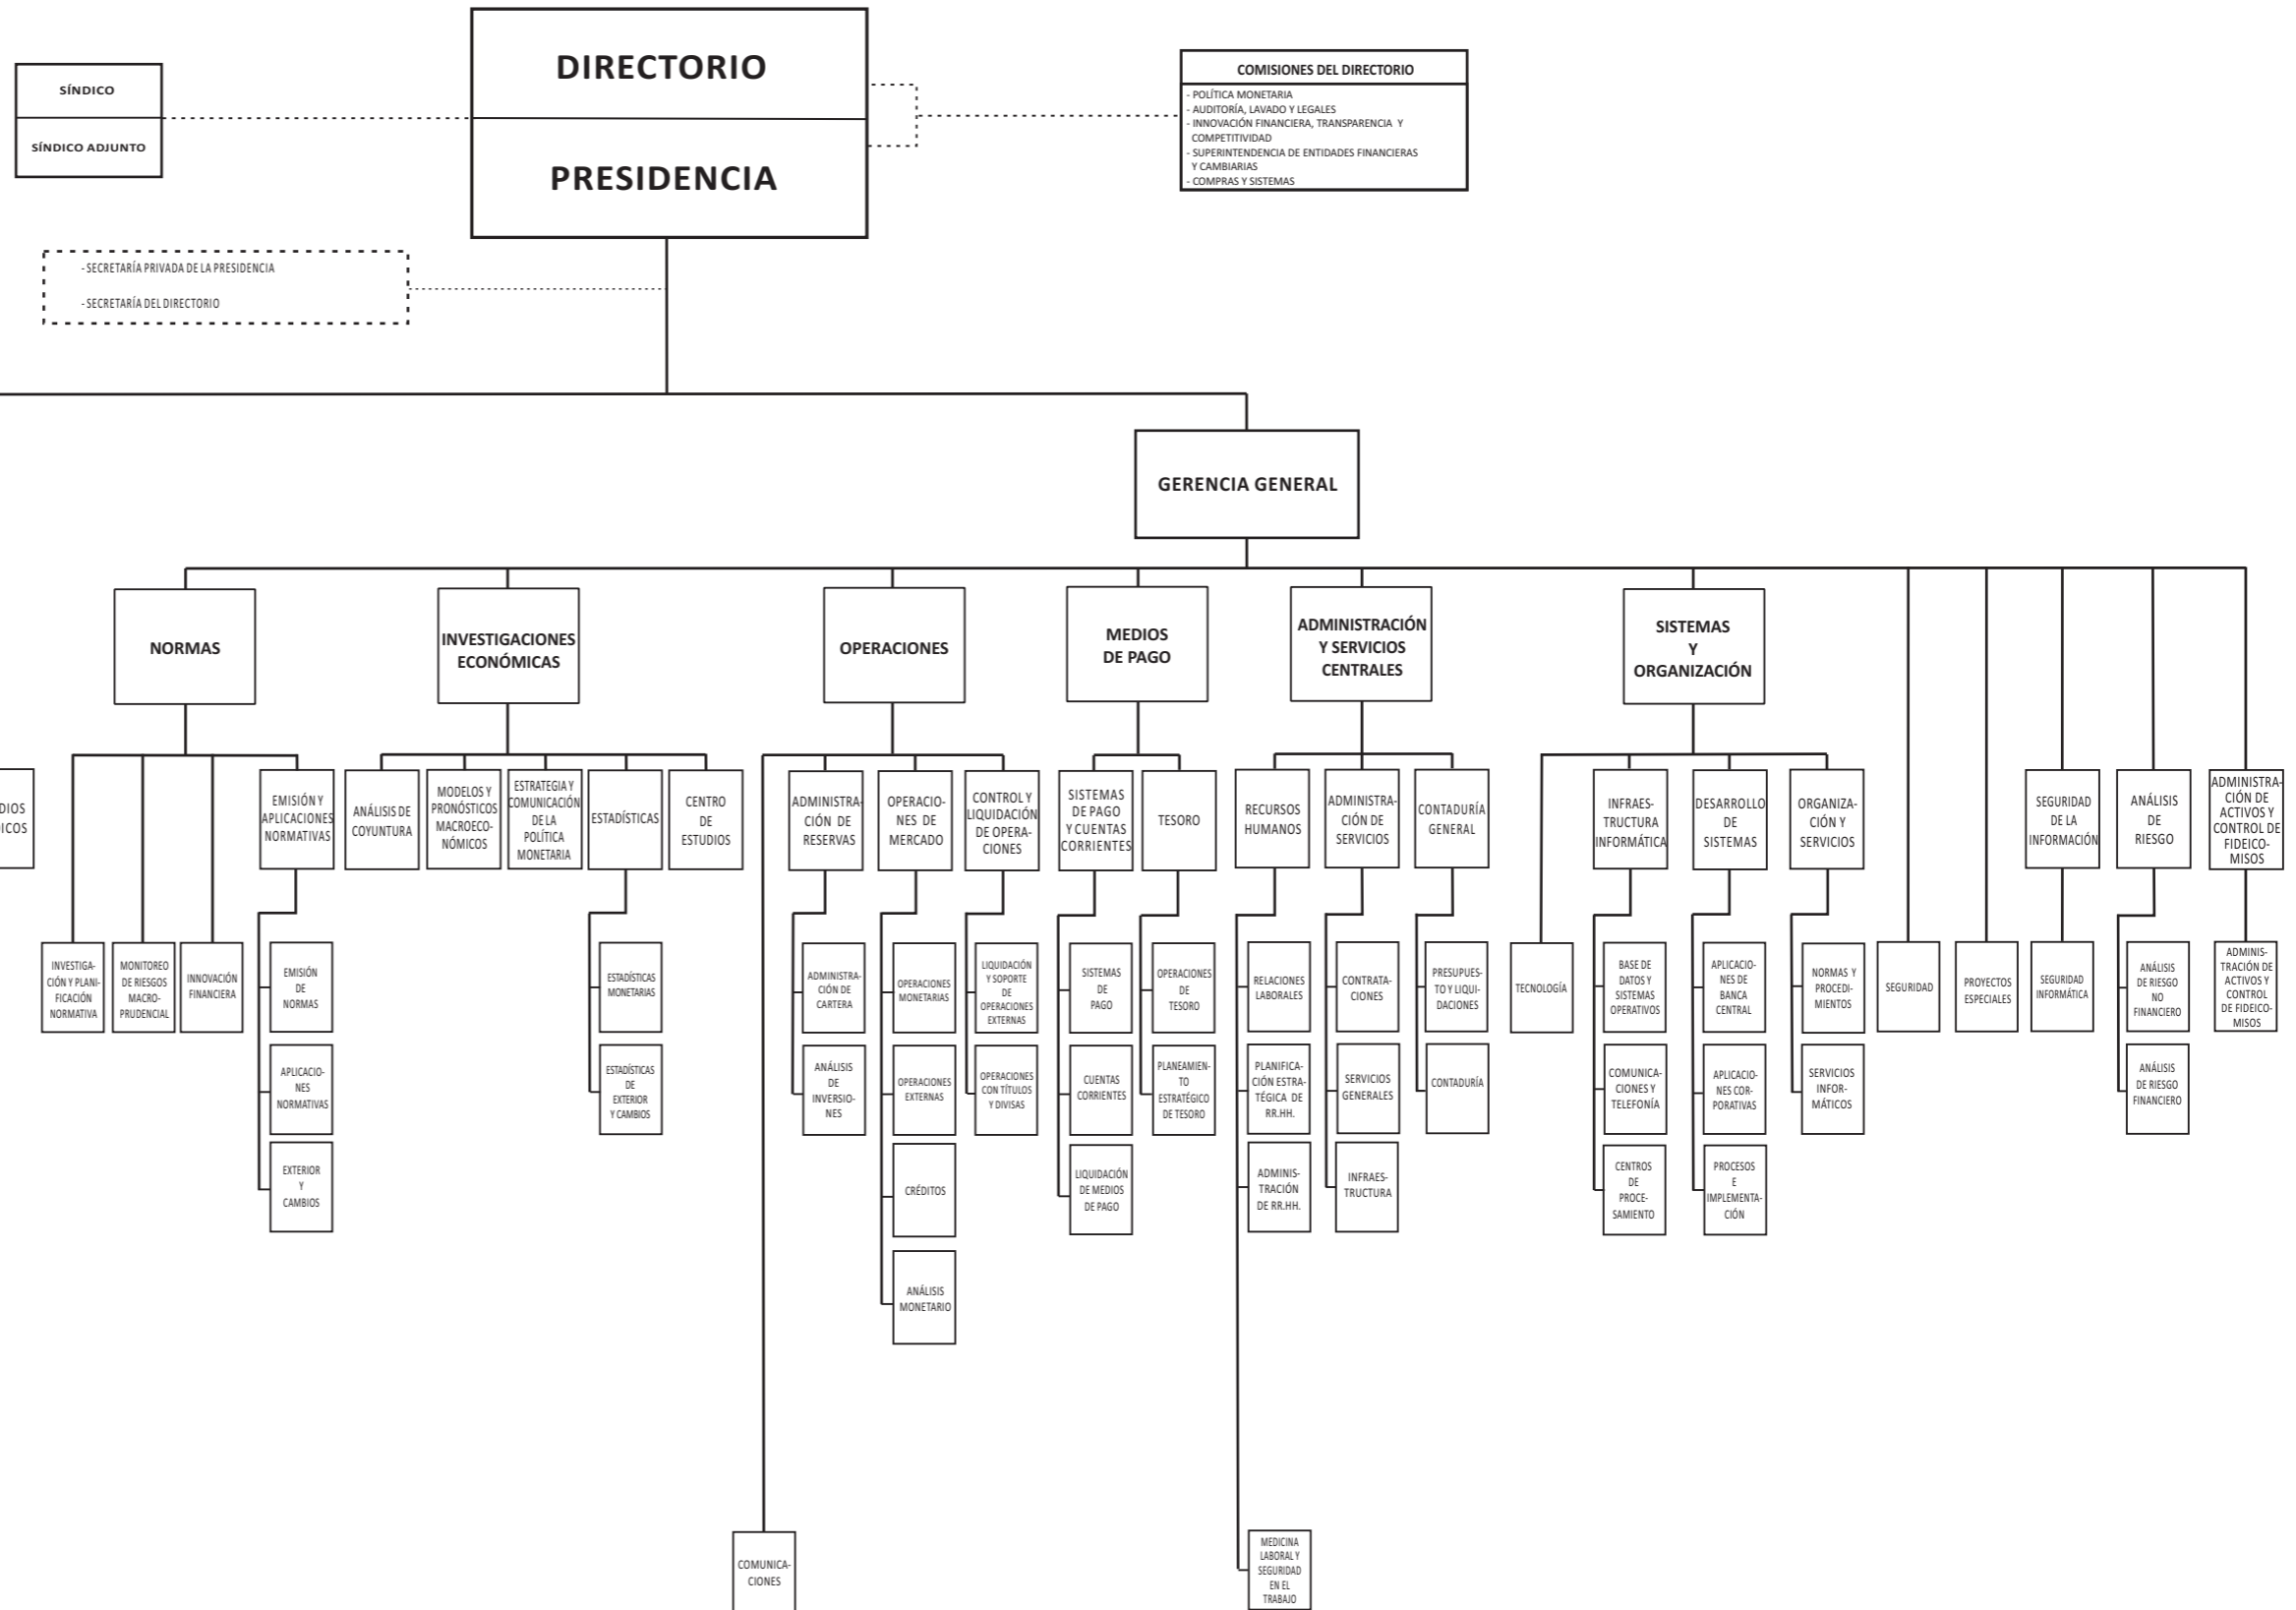 DIRECTORIO
PRESIDENCIA
SÍNDICO
SÍNDICO ADJUNTO
COMISIONES DEL DIRECTORIO
- POLÍTICA MONETARIA
- AUDITORÍA, LAVADO Y LEGALES
- INNOVACIÓN FINANCIERA, TRANSPARENCIA Y
COMPETITIVIDAD
- SUPERINTENDENCIA DE ENTIDADES FINANCIERAS
Y CAMBIARIAS
- COMPRAS Y SISTEMAS
- SECRETARÍA PRIVADA DE LA PRESIDENCIA
- SECRETARÍA DEL DIRECTORIO
GERENCIA GENERAL
NORMAS
INVESTIGACIONES
ECONÓMICAS
OPERACIONES
MEDIOS
DE PAGO
ADMINISTRACIÓN
Y SERVICIOS
CENTRALES
SISTEMAS
Y
ORGANIZACIÓN
DIOS
DICOS
EMISIÓN Y
APLICACIONES
NORMATIVAS
ANÁLISIS DE
COYUNTURA
MODELOS Y
PRONÓSTICOS
MACROECO-
NÓMICOS
ESTRATEGIA Y
COMUNICACIÓN
DE LA
POLÍTICA
MONETARIA
ESTADÍSTICAS
CENTRO
DE
ESTUDIOS
ADMINISTRA-
CIÓN DE
RESERVAS
OPERACIO-
NES DE
MERCADO
CONTROL Y
LIQUIDACIÓN
DE OPERA-
CIONES
SISTEMAS
DE PAGO
Y CUENTAS
CORRIENTES
TESORO
RECURSOS
HUMANOS
ADMINISTRA-
CIÓN DE
SERVICIOS
CONTADURÍA
GENERAL
INFRAES-
TRUCTURA
INFORMÁTICA
DESARROLLO
DE
SISTEMAS
ORGANIZA-
CIÓN Y
SERVICIOS
SEGURIDAD
DE LA
INFORMACIÓN
ANÁLISIS
DE
RIESGO
ADMINISTRA-
CIÓN DE
ACTIVOS Y
CONTROL DE
FIDEICO-
MISOS
INVESTIGA-
CIÓN Y PLANI-
FICACIÓN
NORMATIVA
MONITOREO
DE RIESGOS
MACRO-
PRUDENCIAL
INNOVACIÓN
FINANCIERA
EMISIÓN
DE
NORMAS
ESTADÍSTICAS
MONETARIAS
ADMINISTRA-
CIÓN DE
CARTERA
OPERACIONES
MONETARIAS
LIQUIDACIÓN
Y SOPORTE
DE
OPERACIONES
EXTERNAS
SISTEMAS
DE
PAGO
OPERACIONES
DE
TESORO
RELACIONES
LABORALES
CONTRATA-
CIONES
PRESUPUES-
TO Y LIQUI-
DACIONES
TECNOLOGÍA
BASE DE
DATOS Y
SISTEMAS
OPERATIVOS
APLICACIO-
NES DE
BANCA
CENTRAL
NORMAS Y
PROCEDI-
MIENTOS
SEGURIDAD
PROYECTOS
ESPECIALES
SEGURIDAD
INFORMÁTICA
ANÁLISIS
DE RIESGO
NO
FINANCIERO
ADMINIS-
TRACIÓN DE
ACTIVOS Y
CONTROL
DE FIDEICO-
MISOS
APLICACIO-
NES
NORMATIVAS
ESTADÍSTICAS
DE
EXTERIOR
Y CAMBIOS
ANÁLISIS
DE
INVERSIO-
NES
OPERACIONES
EXTERNAS
OPERACIONES
CON TÍTULOS
Y DIVISAS
CUENTAS
CORRIENTES
PLANEAMIEN-
TO
ESTRATÉGICO
DE TESORO
PLANIFICA-
CIÓN ESTRA-
TÉGICA DE
RR.HH.
SERVICIOS
GENERALES
CONTADURÍA
COMUNICA-
CIONES Y
TELEFONÍA
APLICACIO-
NES COR-
PORATIVAS
SERVICIOS
INFOR-
MÁTICOS
ANÁLISIS
DE RIESGO
FINANCIERO
EXTERIOR
Y
CAMBIOS
CRÉDITOS
LIQUIDACIÓN
DE MEDIOS
DE PAGO
ADMINIS-
TRACIÓN
DE RR.HH.
INFRAES-
TRUCTURA
CENTROS
DE
PROCE-
SAMIENTO
PROCESOS
E
IMPLEMENTA-
CIÓN
ANÁLISIS
MONETARIO
COMUNICA-
CIONES
MEDICINA
LABORAL Y
SEGURIDAD
EN EL
TRABAJO